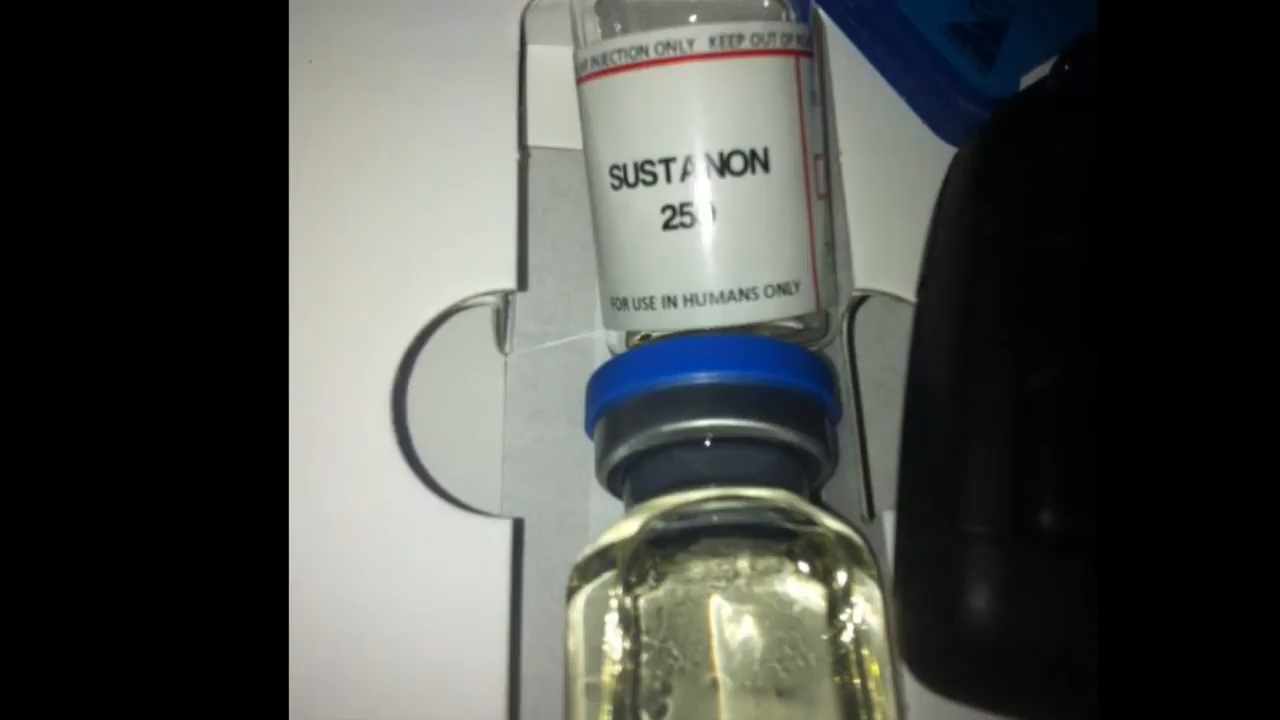 INJECTION ONLY KEEP OUT OF
SUSTANON
250
FOR USE IN HUMANS ONLY